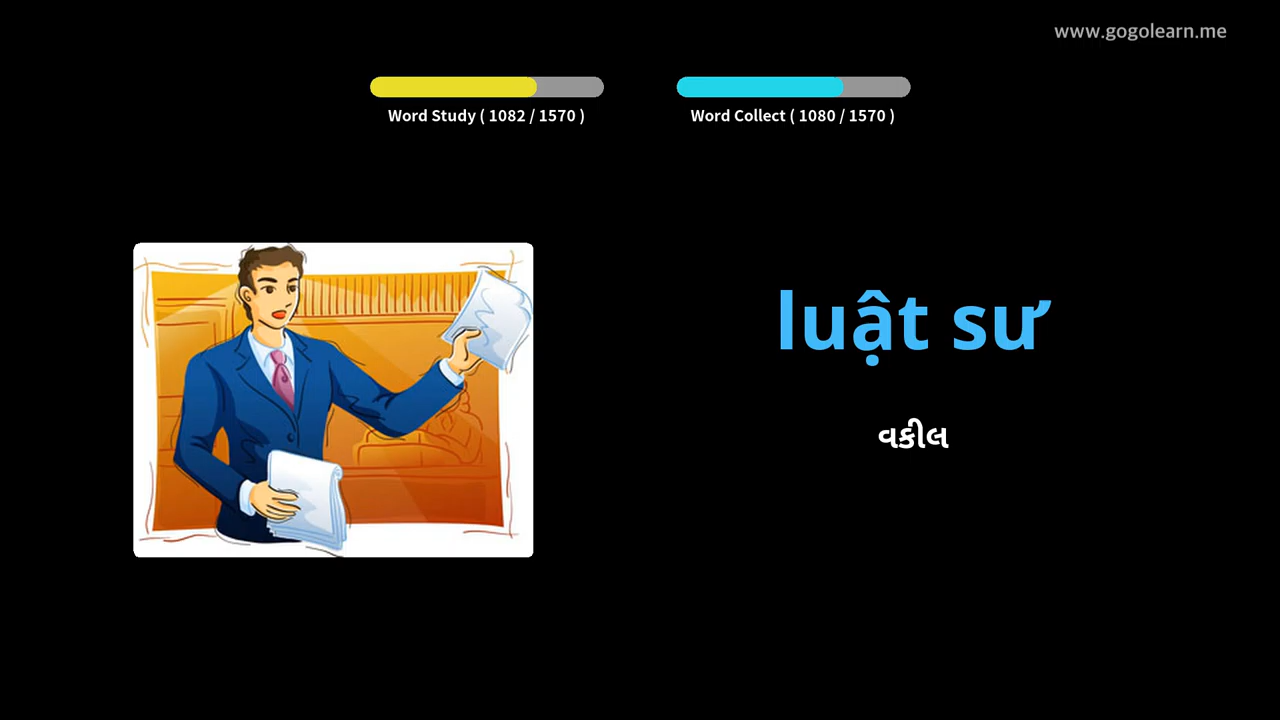 www.gogolearn.me
Word Study ( 1082 / 1570 )
Word Collect ( 1080 / 1570 )
luật sư
વકીલ